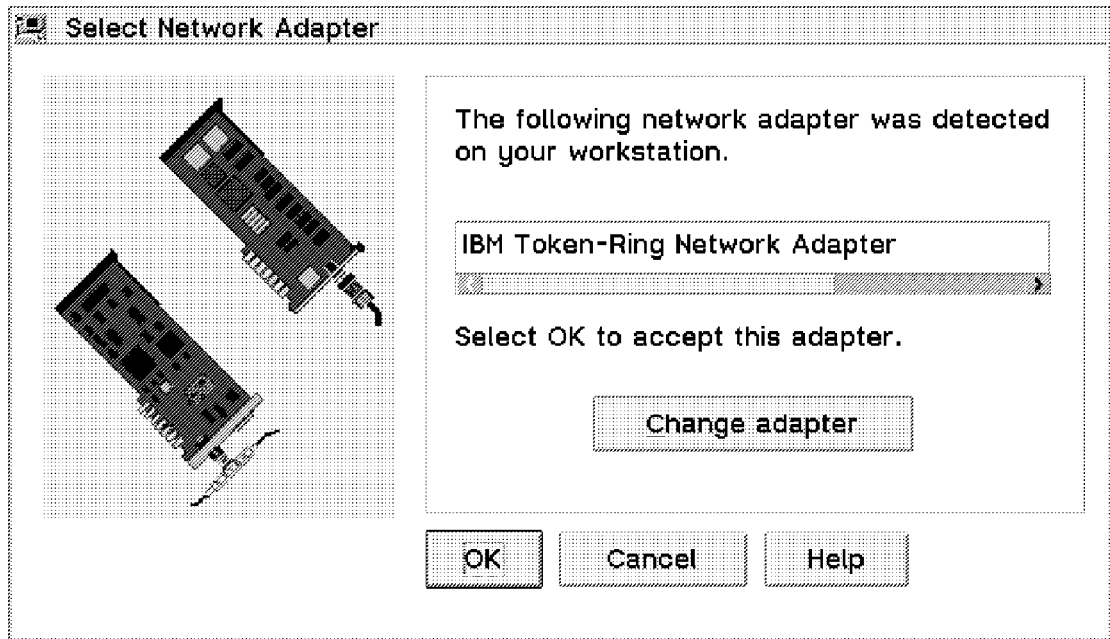 Select Network Adapter
The following network adapter was detected
on your workstation.
IBM Token-Ring Network Adapter
Select OK to accept this adapter.
Change adapter
OK
Cancel
Help